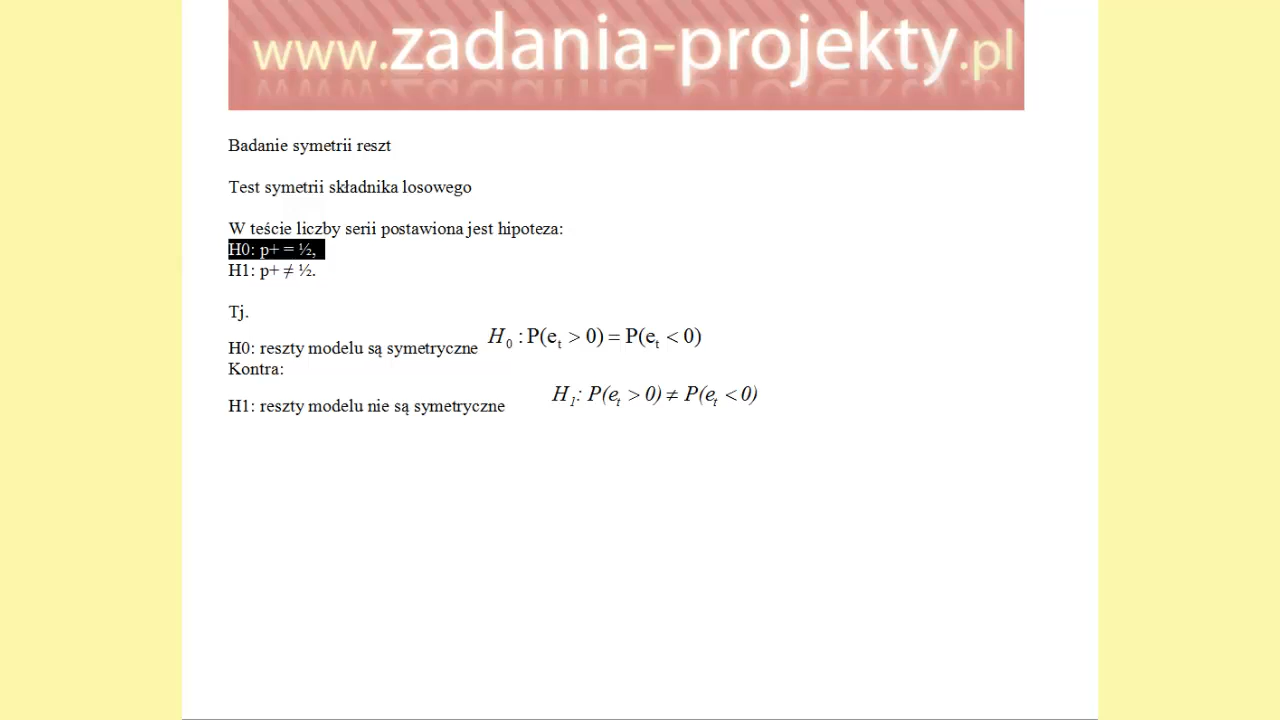 www.zadania-projekty.pl
Badanie symetrii reszt
Test symetrii składnika losowego
W teście liczby serii postawiona jest hipoteza:
H0: p+ = ½,
H1: p+ ≠ ½.
Tj.
H0: reszty modelu są symetryczne H₀ : P(eₜ > 0) = P(eₜ < 0)
Kontra:
H1: reszty modelu nie są symetryczne H₁: P(eₜ > 0) ≠ P(eₜ < 0)